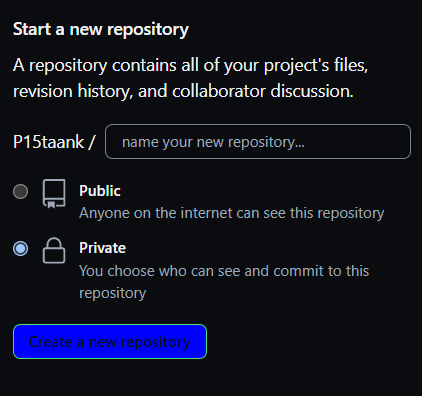 Start a new repository
A repository contains all of your project's files,
revision history, and collaborator discussion.
P15taank / name your new repository...
Public
Anyone on the internet can see this repository
Private
You choose who can see and commit to this
repository
Create a new repository